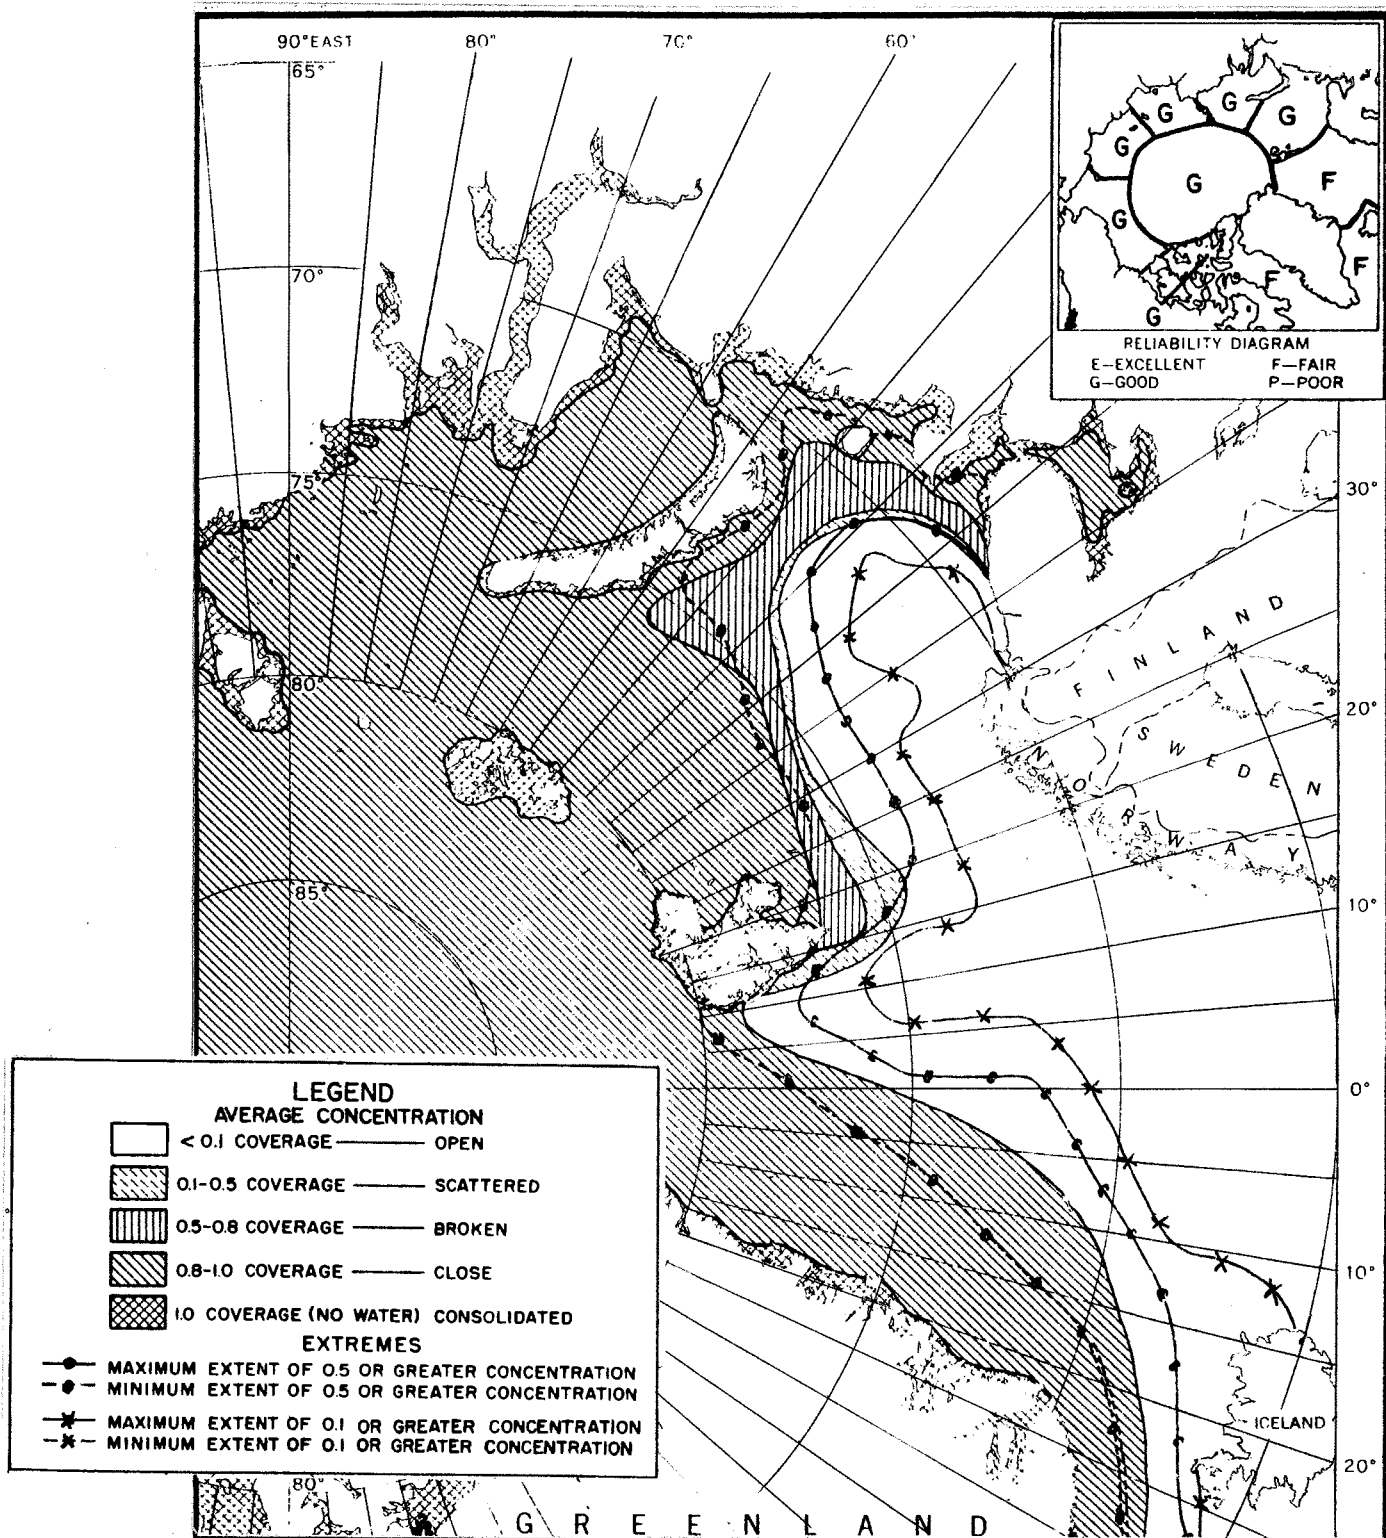 90° EAST 80° 70° 60°
65°
70°
75°
80°
85°
30°
20°
10°
0°
10°
20°
80°
G G G
G
G F
G
F F
G
RELIABILITY DIAGRAM
E—EXCELLENT F—FAIR
G—GOOD P—POOR
FINLAND
SWEDEN
NORWAY
ICELAND
GREENLAND
LEGEND
AVERAGE CONCENTRATION
< 0.1 COVERAGE — OPEN
0.1-0.5 COVERAGE — SCATTERED
0.5-0.8 COVERAGE — BROKEN
0.8-1.0 COVERAGE — CLOSE
1.0 COVERAGE (NO WATER) CONSOLIDATED
EXTREMES
MAXIMUM EXTENT OF 0.5 OR GREATER CONCENTRATION
MINIMUM EXTENT OF 0.5 OR GREATER CONCENTRATION
MAXIMUM EXTENT OF 0.1 OR GREATER CONCENTRATION
MINIMUM EXTENT OF 0.1 OR GREATER CONCENTRATION